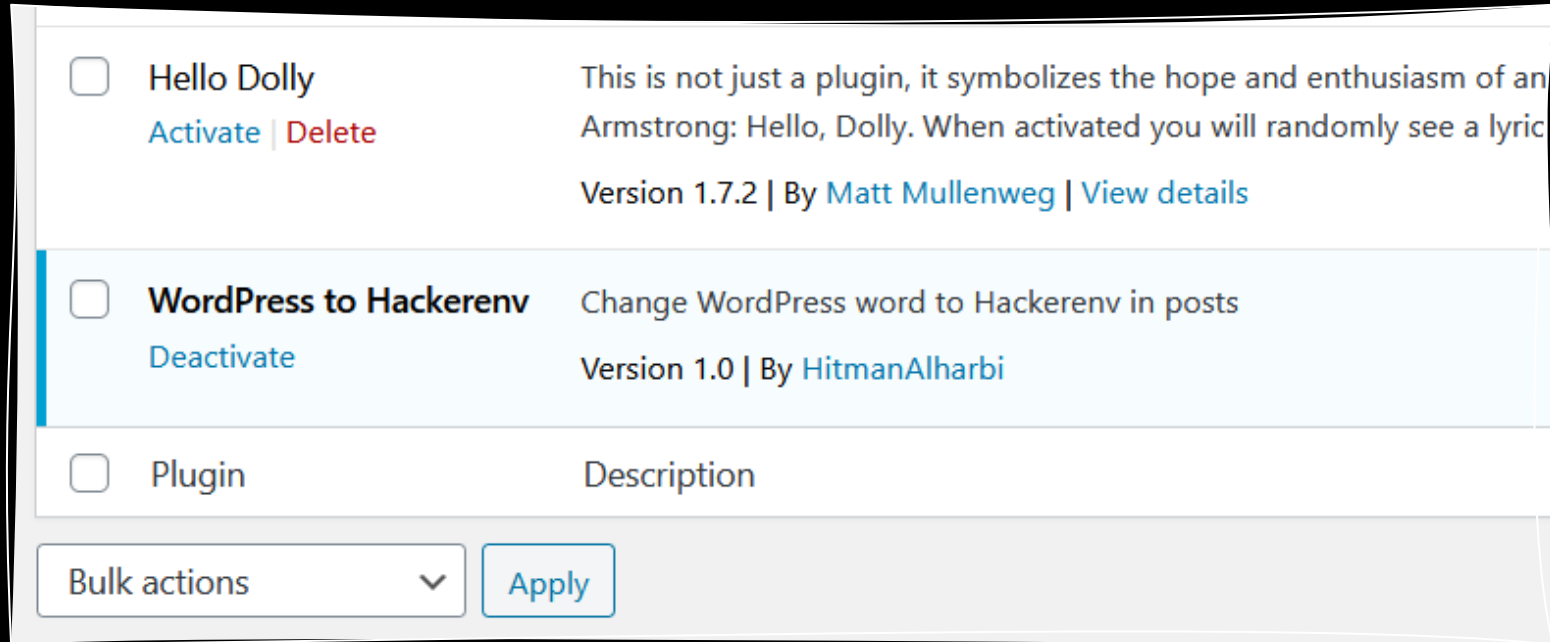 Hello Dolly
This is not just a plugin, it symbolizes the hope and enthusiasm of an
Activate | Delete
Armstrong: Hello, Dolly. When activated you will randomly see a lyric
Version 1.7.2 | By Matt Mullenweg | View details
WordPress to Hackerenv
Change WordPress word to Hackerenv in posts
Deactivate
Version 1.0 | By HitmanAlharbi
Plugin
Description
Bulk actions
Apply